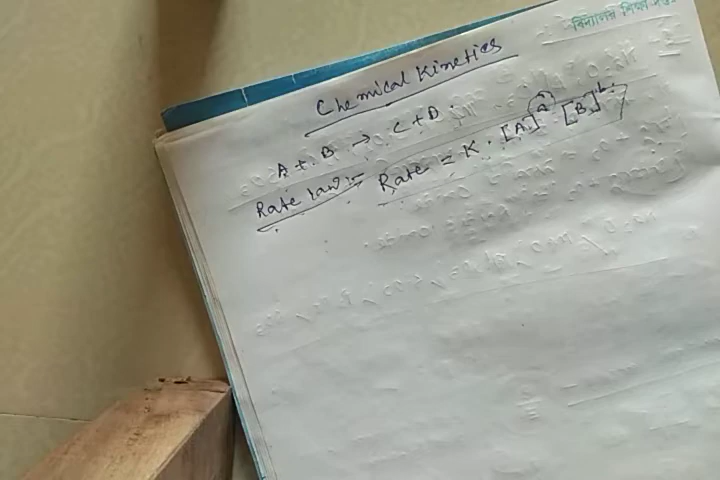 Chemical Kinetics
A + B → C + D.
Rate law :- Rate = K. [A]^a [B]^b